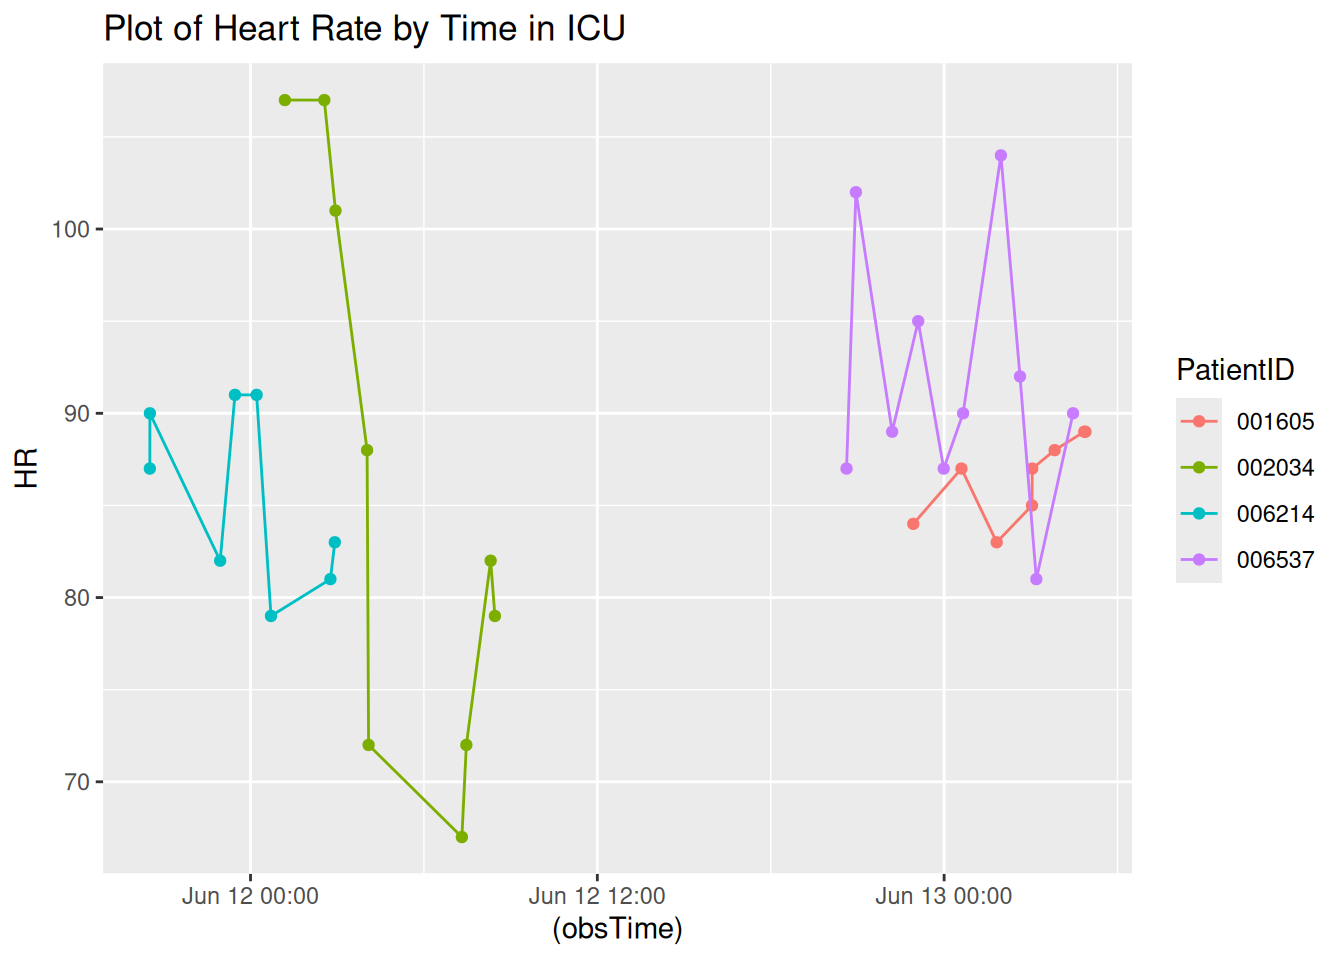 Plot of Heart Rate by Time in ICU
HR
100
90
80
70
Jun 12 00:00
Jun 12 12:00
Jun 13 00:00
(obsTime)
PatientID
001605
002034
006214
006537